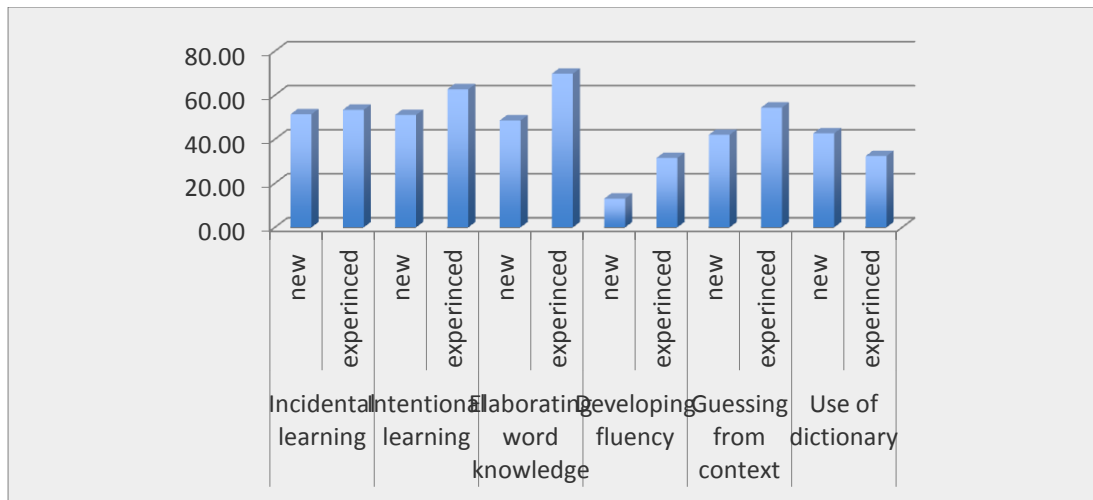 80.00
60.00
40.00
20.00
0.00
new
experinced
new
experinced
new
experinced
new
experinced
new
experinced
new
experinced
Incidental
learning
Intentional
learning
Elaborating
word
knowledge
Developing
fluency
Guessing
from
context
Use of
dictionary